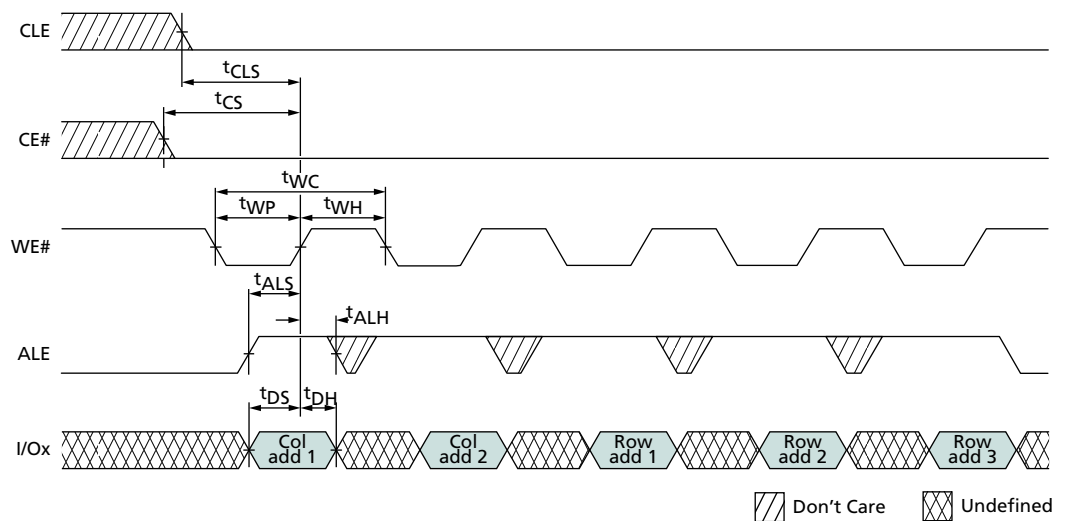 CLE
tCLS
tCS
CE#
tWC
tWP
tWH
WE#
tALS
tALH
ALE
tDS
tDH
I/Ox
Col
add 1
Col
add 2
Row
add 1
Row
add 2
Row
add 3
Don't Care
Undefined